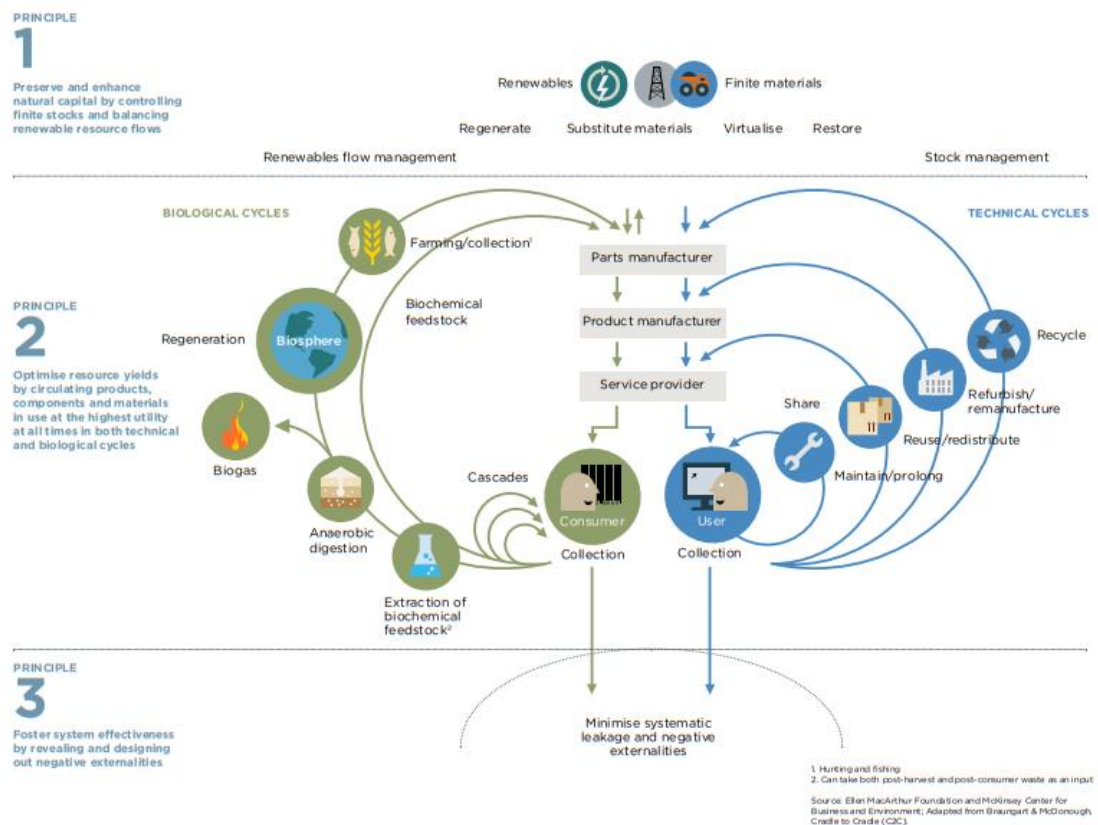 PRINCIPLE
1
Preserve and enhance
natural capital by controlling
finite stocks and balancing
renewable resource flows
Renewables
Finite materials
Regenerate
Substitute materials
Virtualise
Restore
Renewables flow management
Stock management
BIOLOGICAL CYCLES
TECHNICAL CYCLES
PRINCIPLE
2
Optimise resource yields
by circulating products,
components and materials
in use at the highest utility
at all times in both technical
and biological cycles
Farming/collection¹
Parts manufacturer
Biochemical
feedstock
Product manufacturer
Regeneration
Biosphere
Recycle
Service provider
Share
Refurbish/
remanufacture
Reuse/redistribute
Biogas
Cascades
Maintain/prolong
Consumer
User
Anaerobic
digestion
Collection
Collection
Extraction of
biochemical
feedstock²
PRINCIPLE
3
Foster system effectiveness
by revealing and designing
out negative externalities
Minimise systematic
leakage and negative
externalities
1. Hunting and fishing
2. Can take both post-harvest and post-consumer waste as an input
Source: Ellen MacArthur Foundation and McKinsey Center for
Business and Environment; Adapted from Braungart & McDonough,
Cradle to Cradle (C2C).